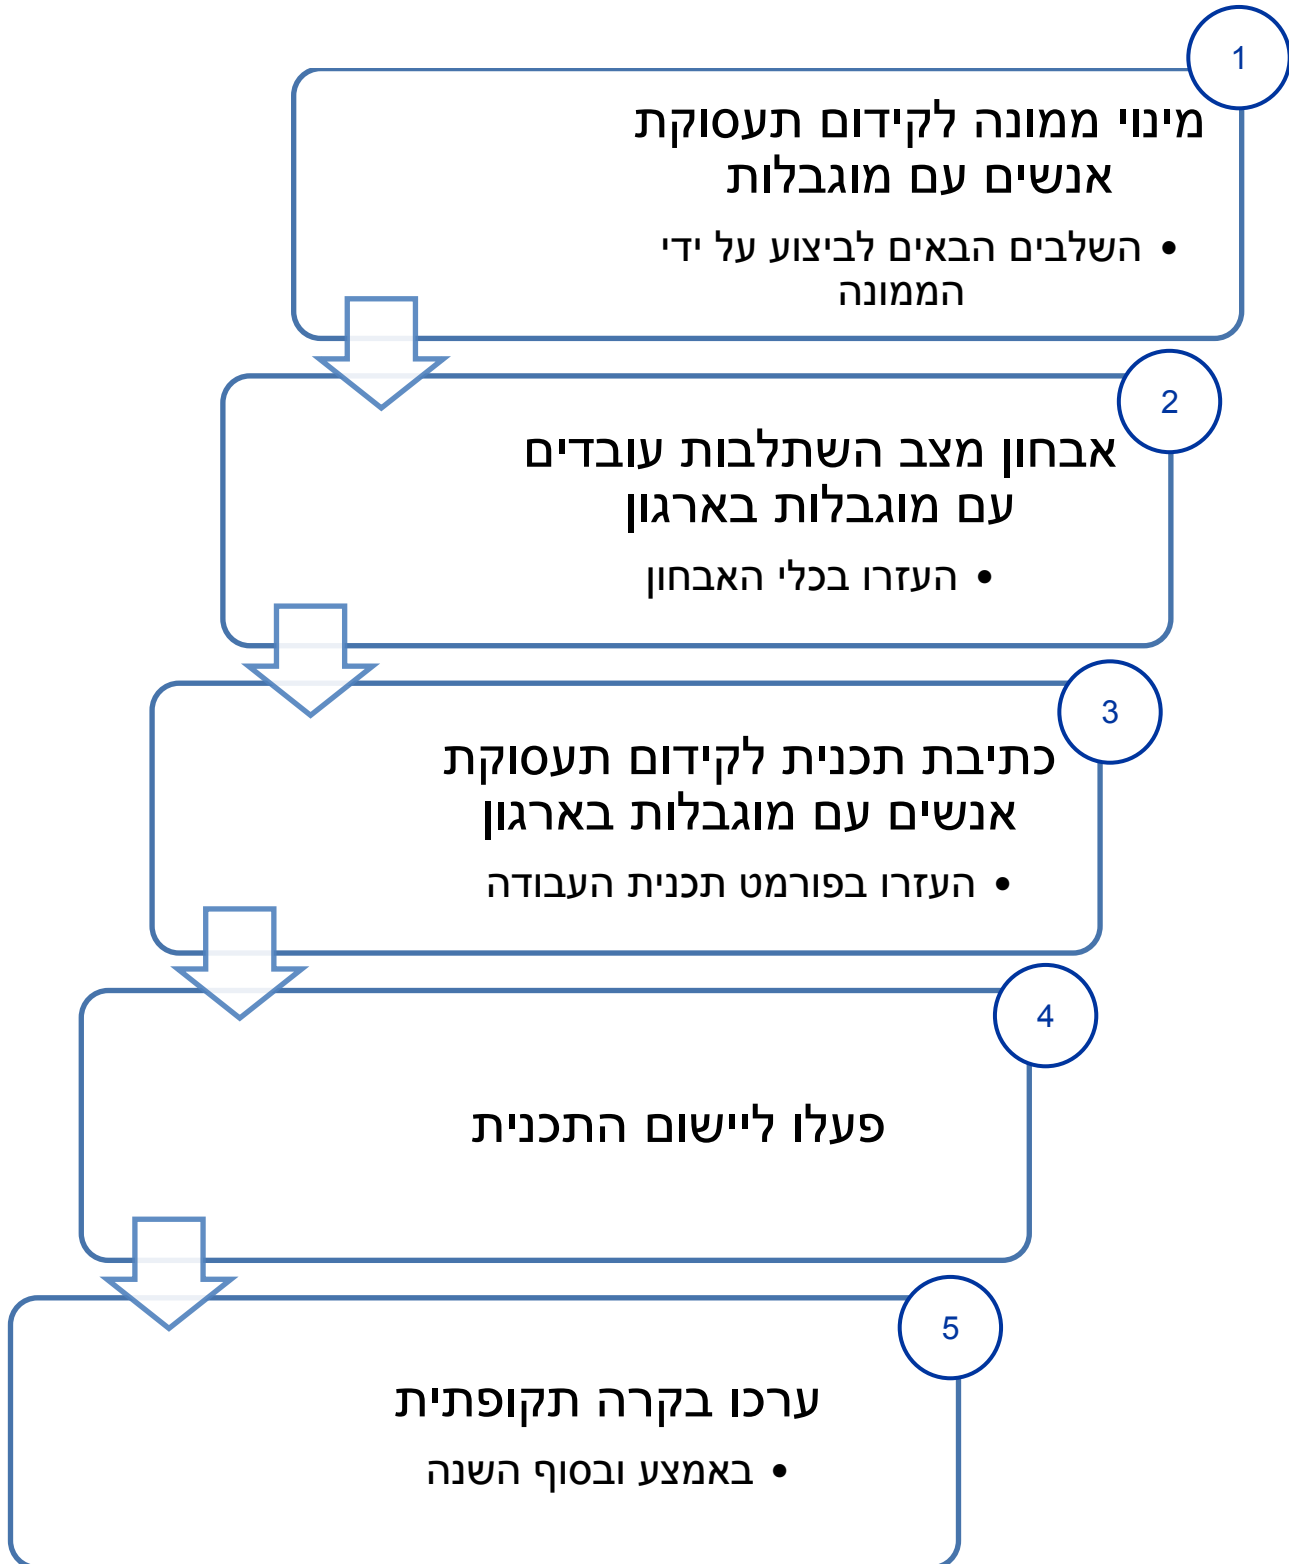 1
מינוי ממונה לקידום תעסוקת
אנשים עם מוגבלות
• השלבים הבאים לביצוע על ידי
הממונה
2
אבחון מצב השתלבות עובדים
עם מוגבלות בארגון
• העזרו בכלי האבחון
3
כתיבת תכנית לקידום תעסוקת
אנשים עם מוגבלות בארגון
• העזרו בפורמט תכנית העבודה
4
פעלו ליישום התכנית
5
ערכו בקרה תקופתית
• באמצע ובסוף השנה